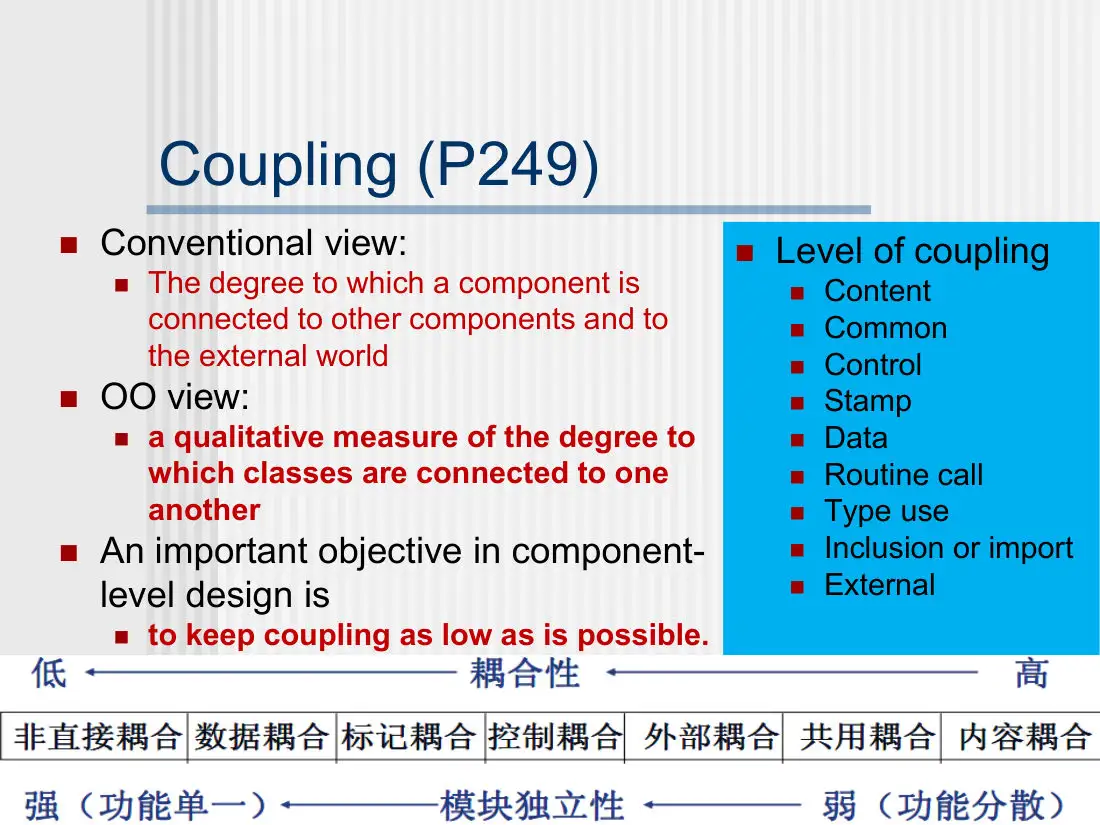 Coupling (P249)
Conventional view:
The degree to which a component is
connected to other components and to
the external world
OO view:
a qualitative measure of the degree to
which classes are connected to one
another
An important objective in component-
level design is
to keep coupling as low as is possible.
Level of coupling
Content
Common
Control
Stamp
Data
Routine call
Type use
Inclusion or import
External
低 耦合性 高
非直接耦合 数据耦合 标记耦合 控制耦合 外部耦合 共用耦合 内容耦合
强（功能单一） 模块独立性 弱（功能分散）